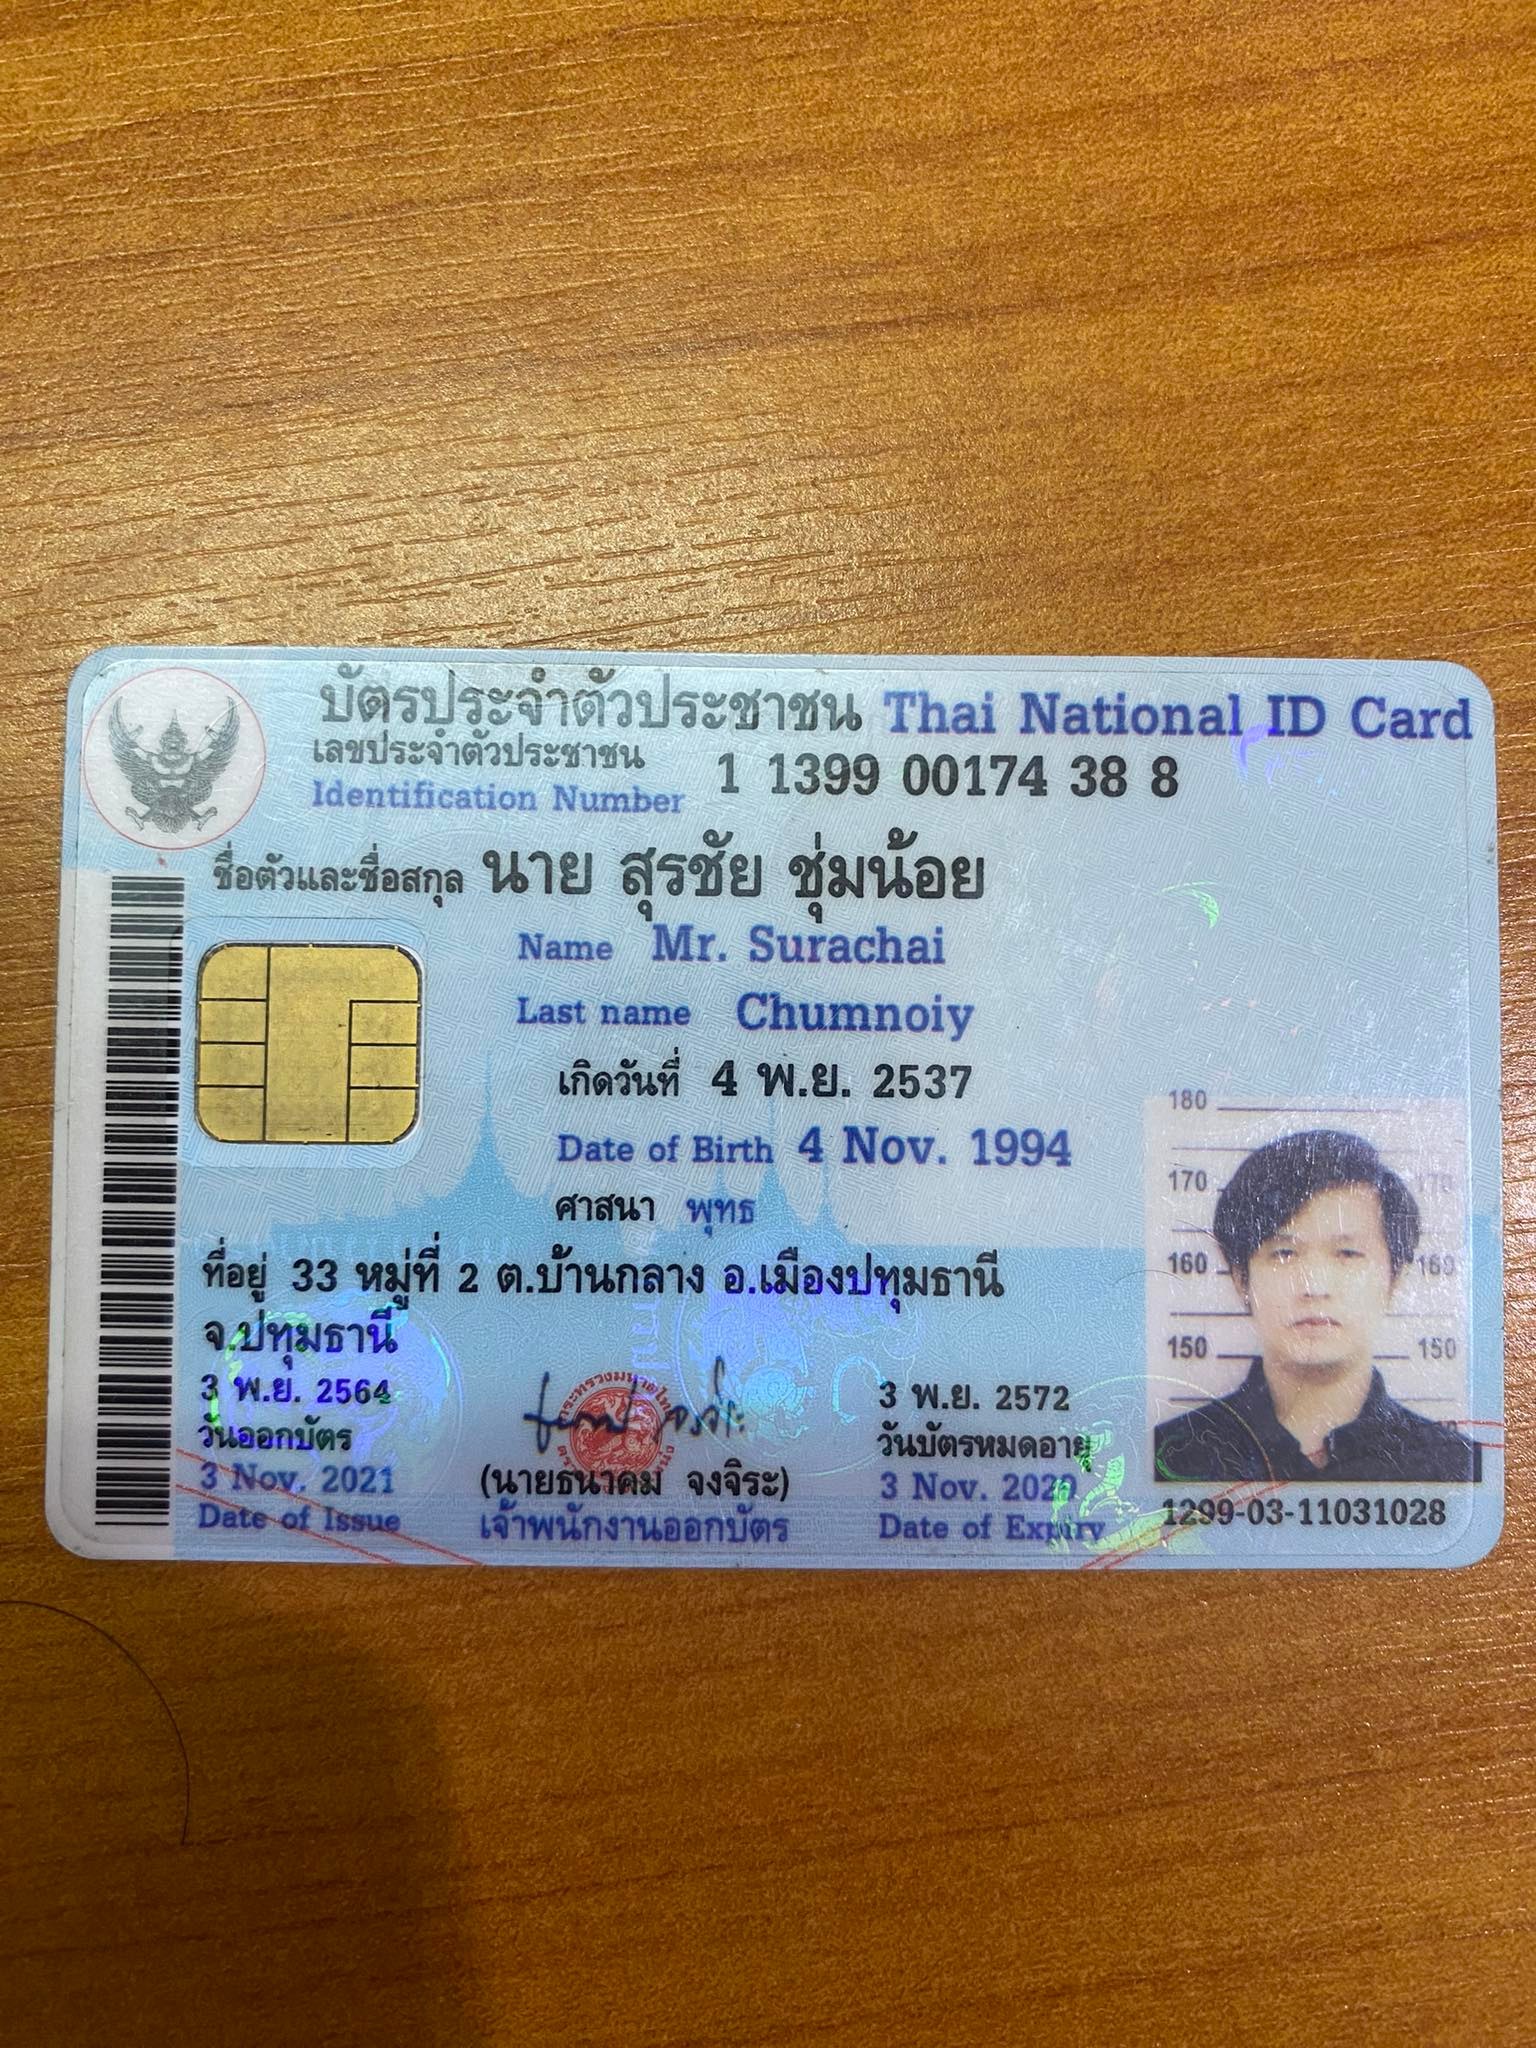 บัตรประจำตัวประชาชน Thai National ID Card
เลขประจำตัวประชาชน 1 1399 00174 38 8
Identification Number
ชื่อตัวและชื่อสกุล นาย สุรชัย ชุ่มน้อย
Name Mr. Surachai
Last name Chumnoiy
เกิดวันที่ 4 พ.ย. 2537
Date of Birth 4 Nov. 1994
ศาสนา พุทธ
ที่อยู่ 33 หมู่ที่ 2 ต.บ้านกลาง อ.เมืองปทุมธานี
จ.ปทุมธานี
3 พ.ย. 2564
วันออกบัตร
3 Nov. 2021
Date of Issue
(นายธนาคม จงจิระ)
เจ้าพนักงานออกบัตร
3 พ.ย. 2572
วันบัตรหมดอายุ
3 Nov. 2029
Date of Expiry
180
170 170
160 160
150 150
1299-03-11031028